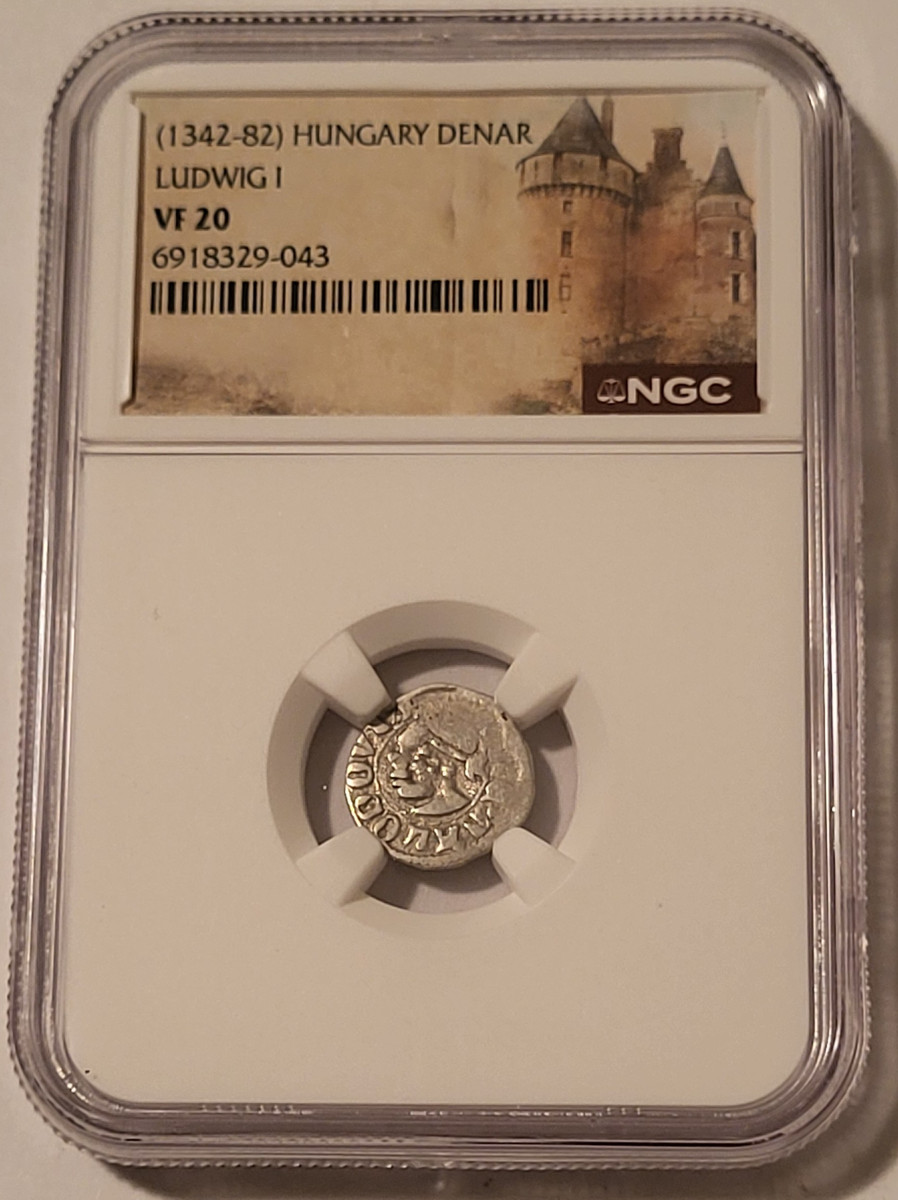 (1342-82) HUNGARY DENAR
LUDWIG I
VF 20
6918329-043
NGC